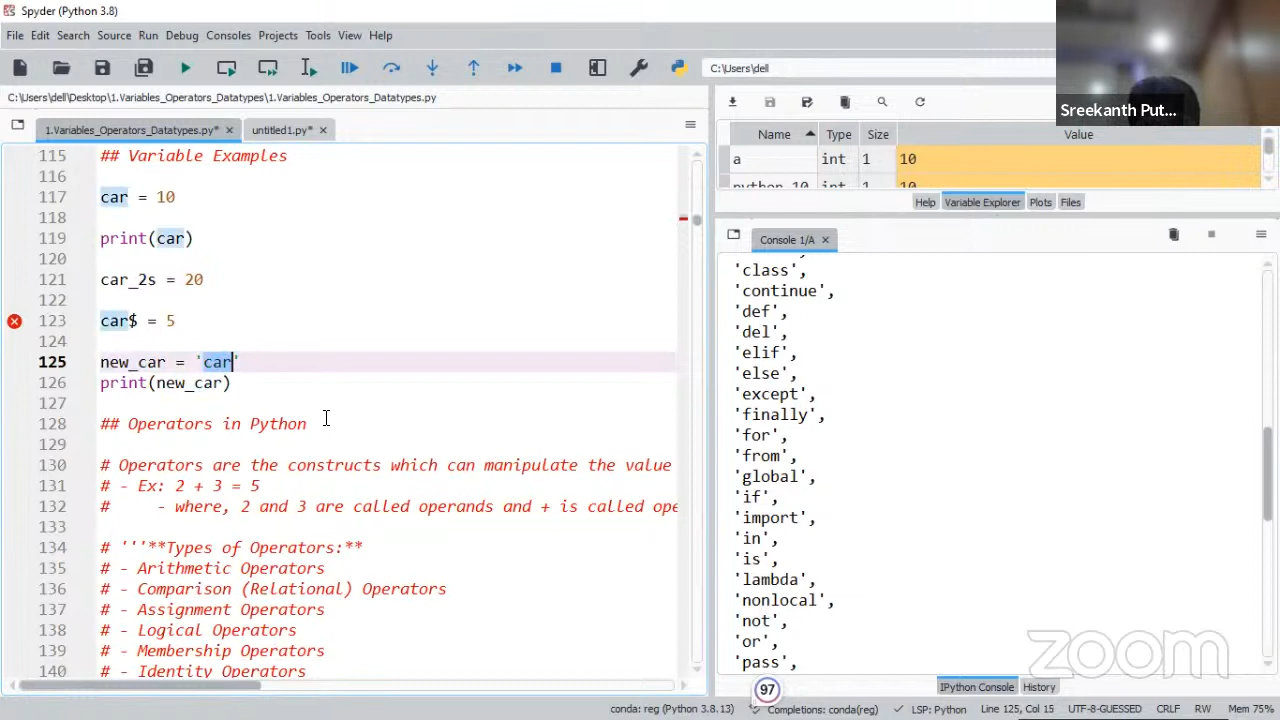 Spyder (Python 3.8)
File Edit Search Source Run Debug Consoles Projects Tools View Help
C:\Users\dell
C:\Users\dell\Desktop\1.Variables_Operators_Datatypes\1.Variables_Operators_Datatypes.py
Sreekanth Put...
1.Variables_Operators_Datatypes.py* untitled1.py*
115 ## Variable Examples
116
117 car = 10
118
119 print(car)
120
121 car_2s = 20
122
123 car$ = 5
124
125 new_car = 'car'
126 print(new_car)
127
128 ## Operators in Python
129
130 # Operators are the constructs which can manipulate the value
131 # - Ex: 2 + 3 = 5
132 #     - where, 2 and 3 are called operands and + is called ope
133
134 # '''**Types of Operators:**
135 # - Arithmetic Operators
136 # - Comparison (Relational) Operators
137 # - Assignment Operators
138 # - Logical Operators
139 # - Membership Operators
140 # - Identity Operators
Name Type Size Value
a int 1 10
python_10 int 1 10
Help Variable Explorer Plots Files
Console 1/A
'class',
'continue',
'def',
'del',
'elif',
'else',
'except',
'finally',
'for',
'from',
'global',
'if',
'import',
'in',
'is',
'lambda',
'nonlocal',
'not',
'or',
'pass',
zoom
97
IPython Console History
conda: reg (Python 3.8.13) Completions: conda(reg) LSP: Python Line 125, Col 15 UTF-8-GUESSED CRLF RW Mem 75%